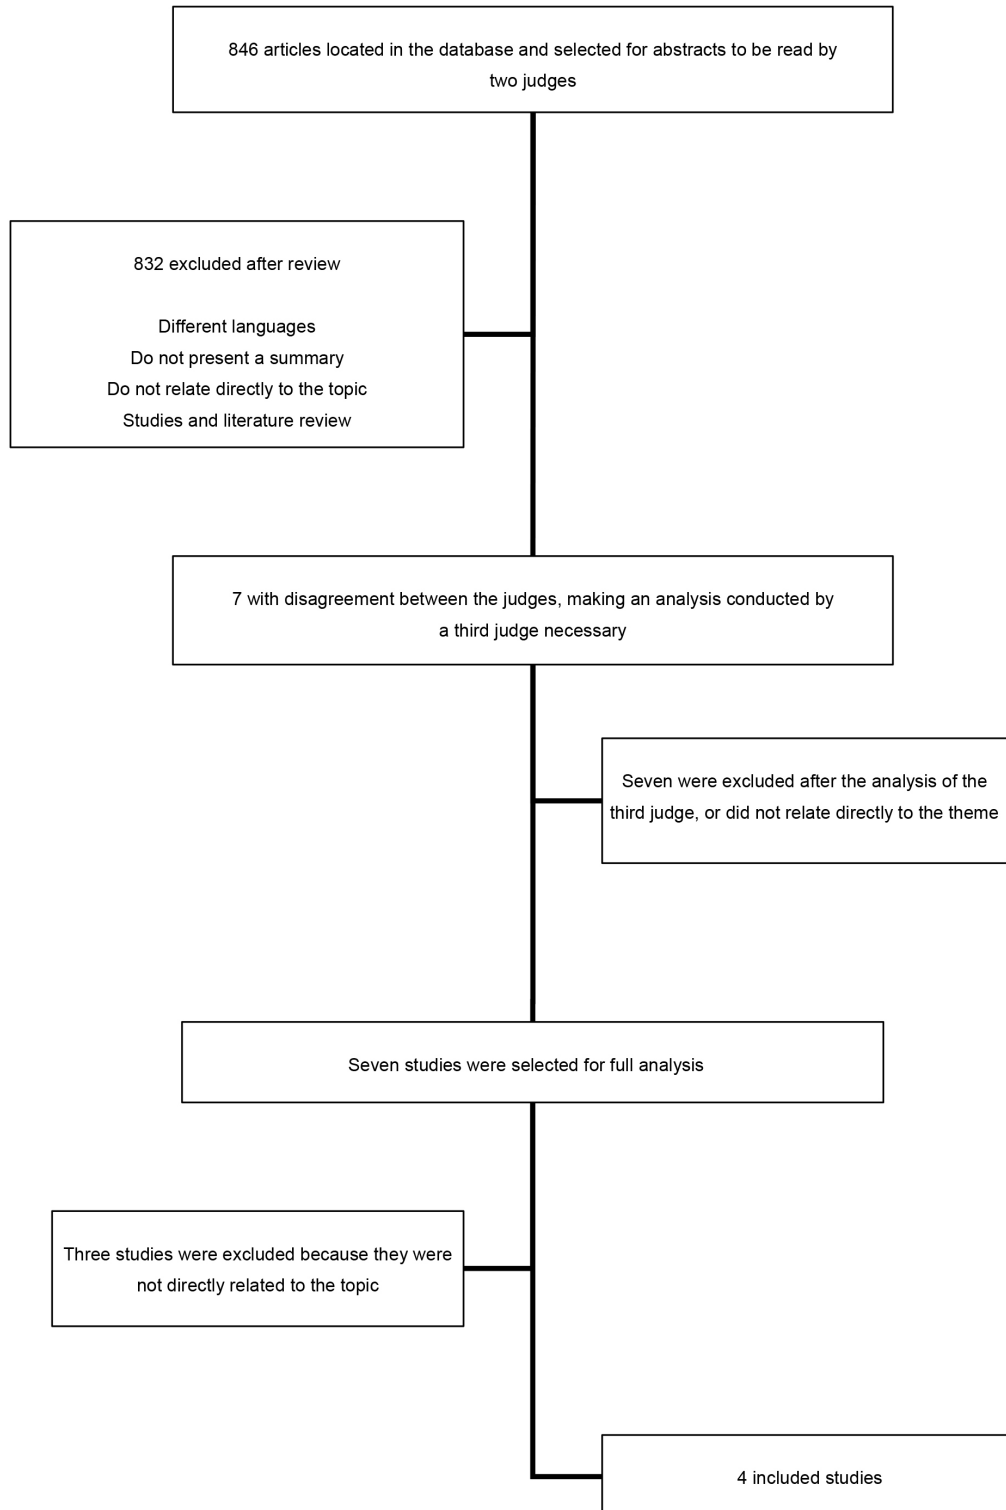 846 articles located in the database and selected for abstracts to be read by
two judges
832 excluded after review
Different languages
Do not present a summary
Do not relate directly to the topic
Studies and literature review
7 with disagreement between the judges, making an analysis conducted by
a third judge necessary
Seven were excluded after the analysis of the
third judge, or did not relate directly to the theme
Seven studies were selected for full analysis
Three studies were excluded because they were
not directly related to the topic
4 included studies